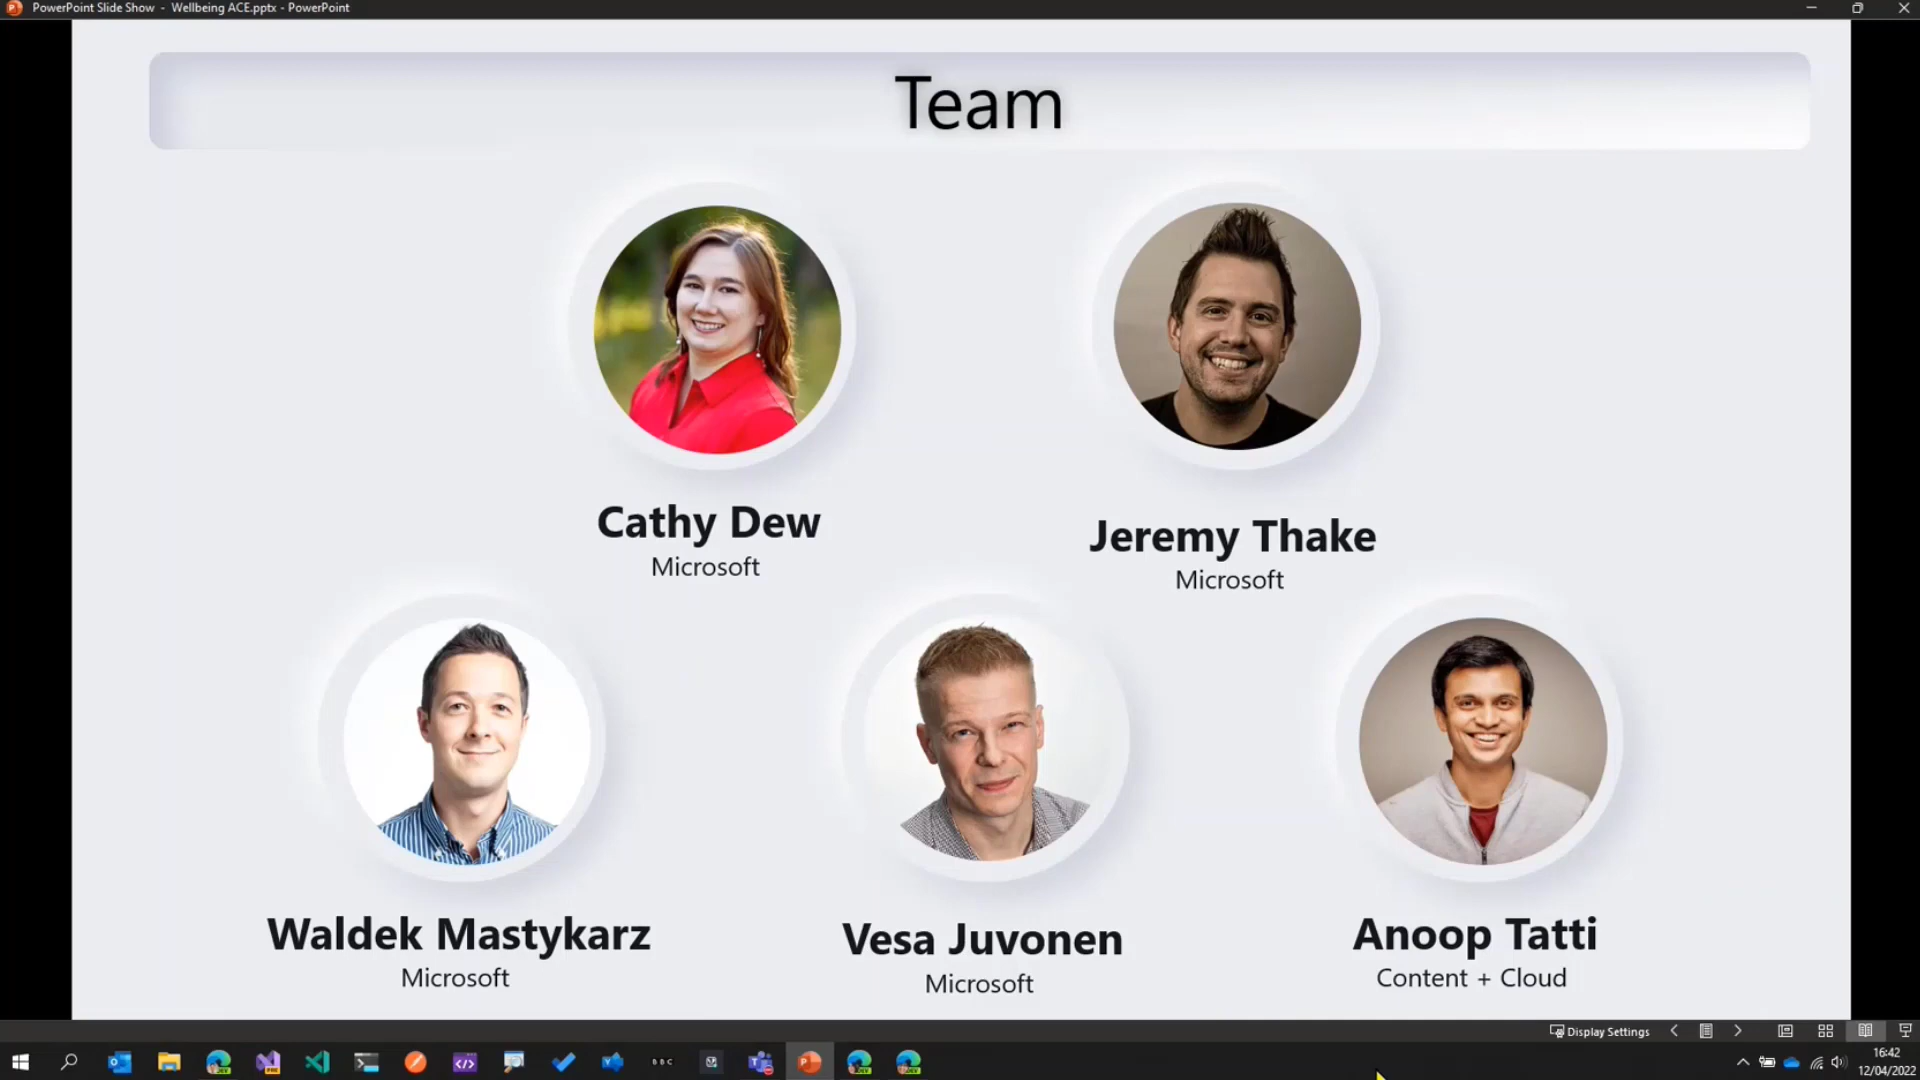 PowerPoint Slide Show - Wellbeing ACE.pptx - PowerPoint
Team
Cathy Dew
Microsoft
Jeremy Thake
Microsoft
Waldek Mastykarz
Microsoft
Vesa Juvonen
Microsoft
Anoop Tatti
Content + Cloud
Display Settings
BBC
16:42
12/04/2022